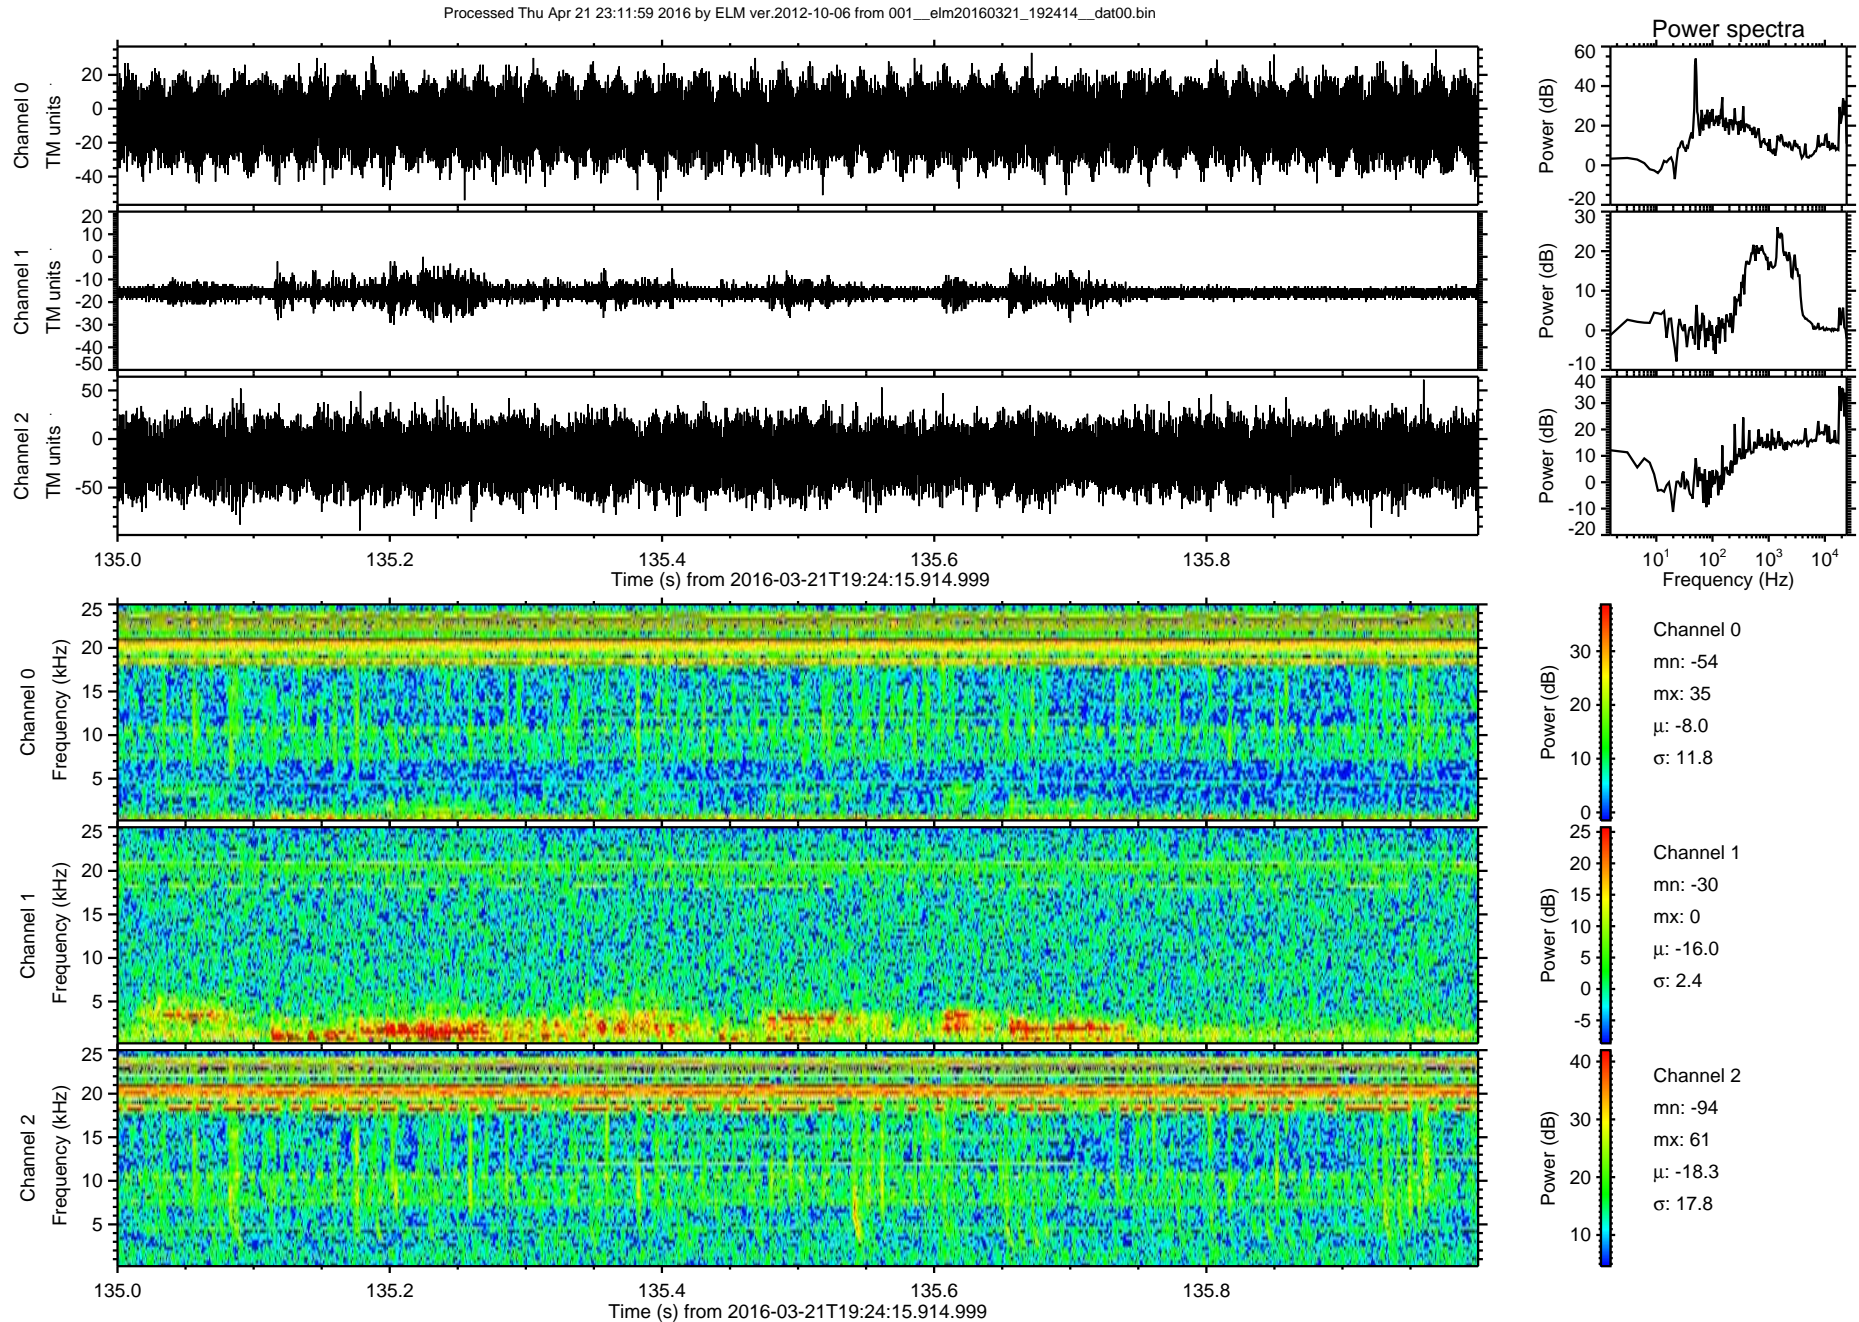 Processed Thu Apr 21 23:11:59 2016 by ELM ver.2012-10-06 from 001__elm20160321_192414__dat00.bin
Power spectra
Channel 0
TM units
20
0
-20
-40
Power (dB)
60
40
20
0
-20
Channel 1
TM units
20
10
0
-10
-20
-30
-40
-50
Power (dB)
30
20
10
0
-10
Channel 2
TM units
50
0
-50
Power (dB)
40
30
20
10
0
-10
-20
135.0 135.2 135.4 135.6 135.8
Time (s) from 2016-03-21T19:24:15.914.999
10^1 10^2 10^3 10^4
Frequency (Hz)
Channel 0
Frequency (kHz)
25
20
15
10
5
Power (dB)
30
20
10
0
Channel 0
mn: -54
mx: 35
μ: -8.0
σ: 11.8
Channel 1
Frequency (kHz)
25
20
15
10
5
Power (dB)
25
20
15
10
5
0
-5
Channel 1
mn: -30
mx: 0
μ: -16.0
σ: 2.4
Channel 2
Frequency (kHz)
25
20
15
10
5
Power (dB)
40
30
20
10
Channel 2
mn: -94
mx: 61
μ: -18.3
σ: 17.8
135.0 135.2 135.4 135.6 135.8
Time (s) from 2016-03-21T19:24:15.914.999